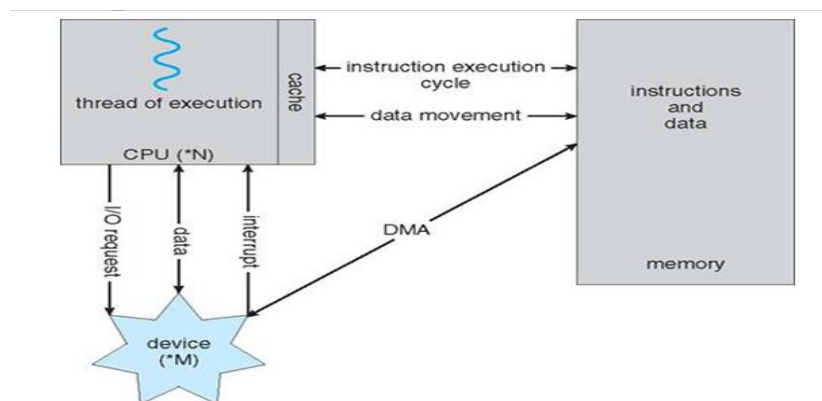 thread of execution
cache
CPU (*N)
instruction execution
cycle
data movement
instructions
and
data
memory
I/O request
data
interrupt
DMA
device
(*M)